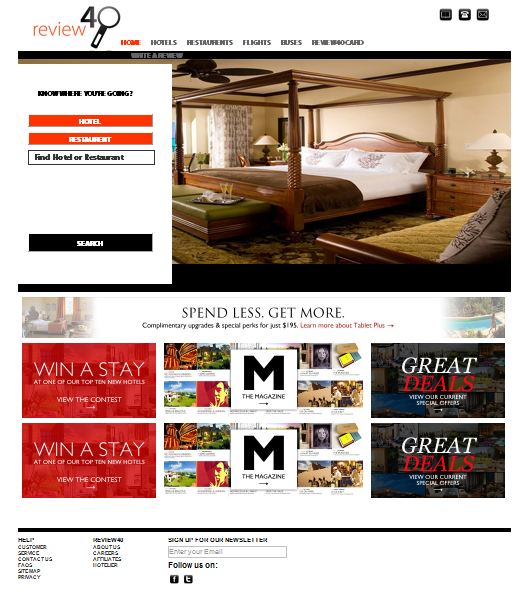 review40
HOME HOTELS RESTAURANTS FLIGHTS BUSES REVIEW40CARD
WRITE A REVIEW
KNOW WHERE YOU'RE GOING?
HOTEL
RESTAURENT
Find Hotel or Restaurant
SEARCH
SPEND LESS. GET MORE.
Complimentary upgrades & special perks for just $195. Learn more about Tablet Plus →
WIN A STAY
AT ONE OF OUR TOP TEN NEW HOTELS
VIEW THE CONTEST
→
M
THE MAGAZINE
→
GREAT
DEALS
VIEW OUR CURRENT
SPECIAL OFFERS
→
WIN A STAY
AT ONE OF OUR TOP TEN NEW HOTELS
VIEW THE CONTEST
→
M
THE MAGAZINE
→
GREAT
DEALS
VIEW OUR CURRENT
SPECIAL OFFERS
→
HELP
CUSTOMER
SERVICE
CONTACT US
FAQS
SITEMAP
PRIVACY
REVIEW40
ABOUT US
CAREERS
AFFILIATES
HOTELIER
SIGN UP FOR OUR NEWSLETTER
Enter your Email
Follow us on: